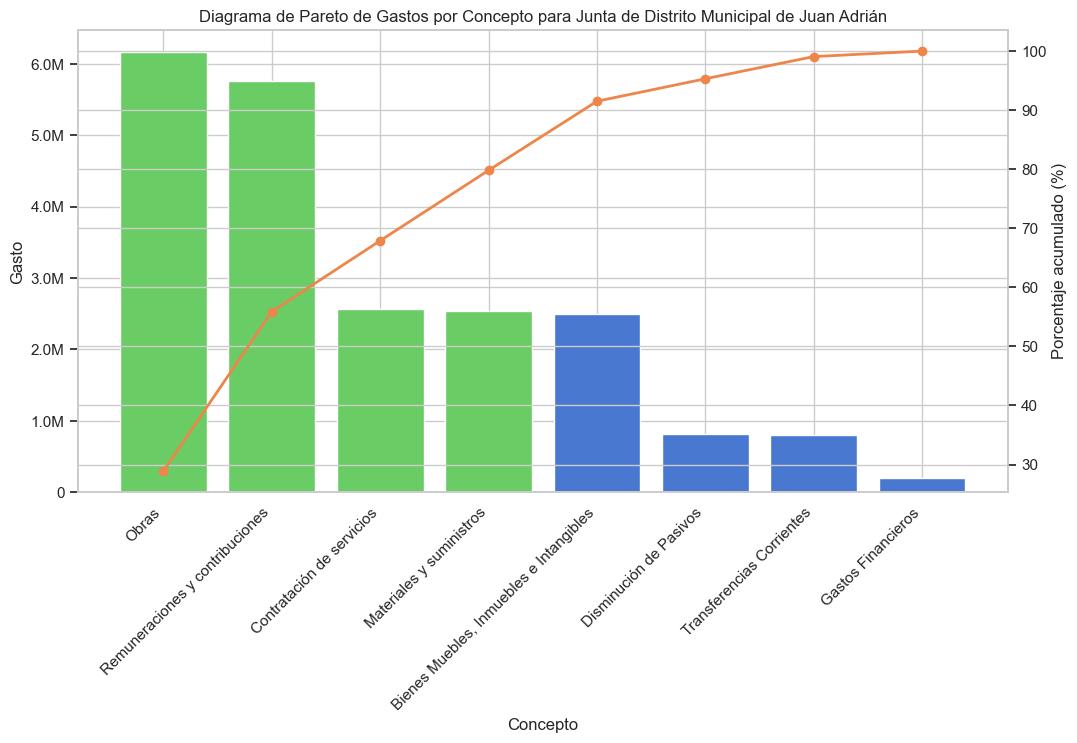 Diagrama de Pareto de Gastos por Concepto para Junta de Distrito Municipal de Juan Adrián
Gasto
6.0M
5.0M
4.0M
3.0M
2.0M
1.0M
0
100
90
80
70
60
50
40
30
Porcentaje acumulado (%)
Obras
Remuneraciones y contribuciones
Contratación de servicios
Materiales y suministros
Bienes Muebles, Inmuebles e Intangibles
Disminución de Pasivos
Transferencias Corrientes
Gastos Financieros
Concepto